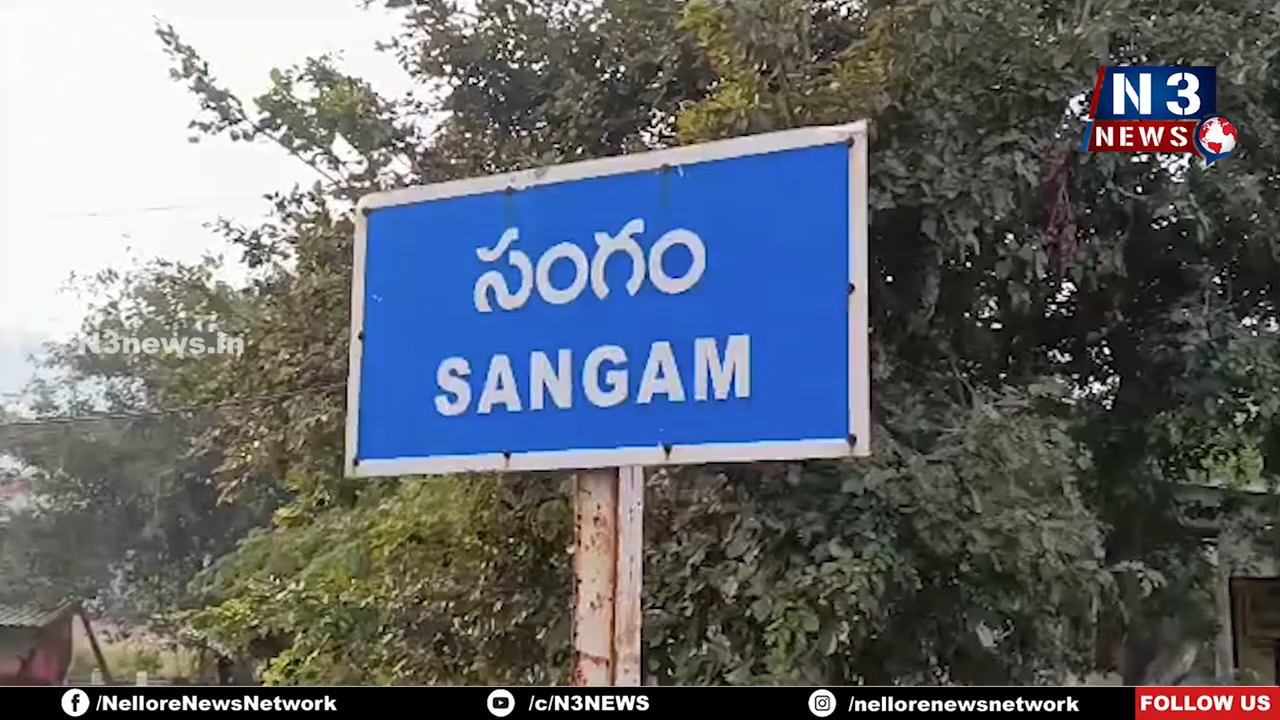 N3
NEWS
సంగం
SANGAM
N3news.in
/NelloreNewsNetwork
/c/N3NEWS
/nellorenewsnetwork
FOLLOW US